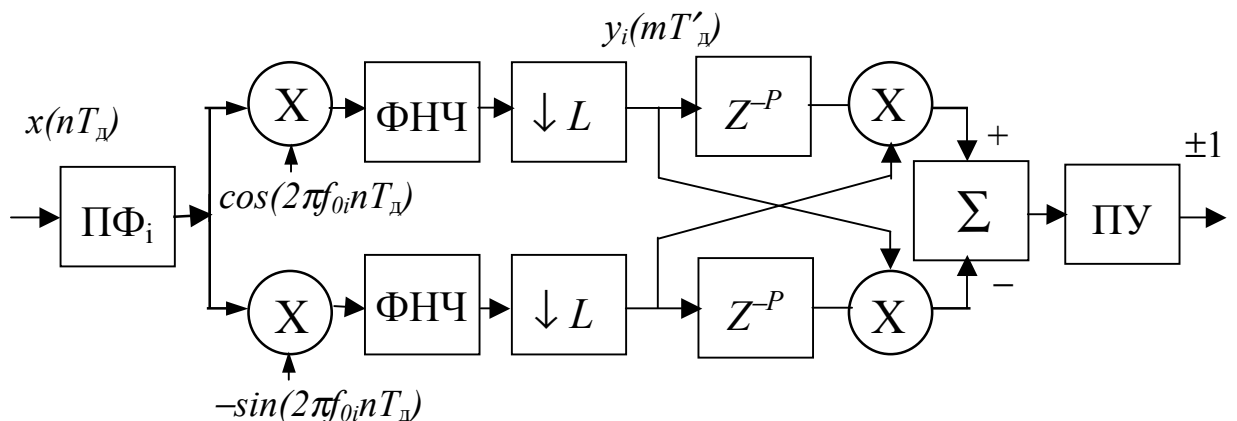 y_i(mT′_д)
x(nT_д)
X
ФНЧ
↓ L
Z^–P
X
+
±1
cos(2πf_0i nT_д)
ПФ_i
Σ
ПУ
X
ФНЧ
↓ L
Z^–P
X
–
–sin(2πf_0i nT_д)